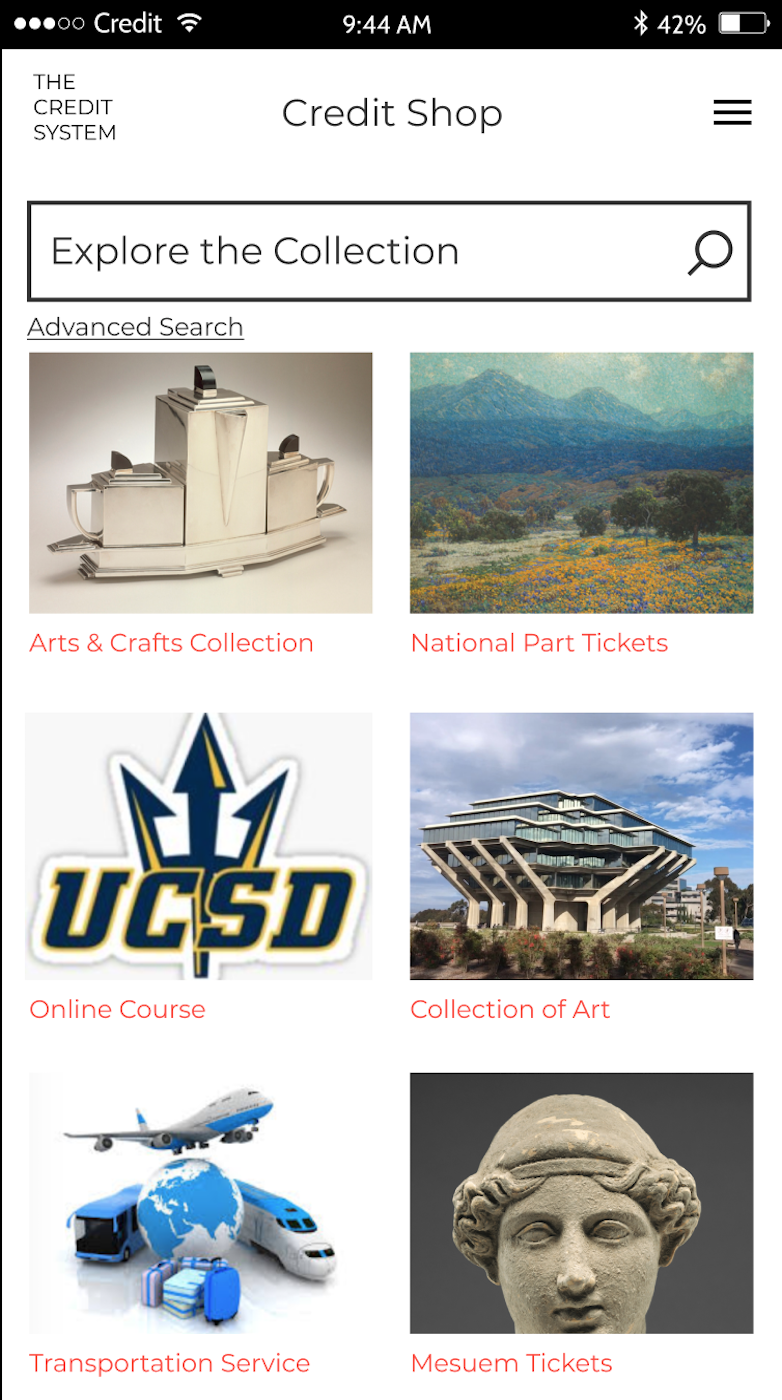 Credit 9:44 AM 42%
THE
CREDIT
SYSTEM
Credit Shop
Explore the Collection
Advanced Search
Arts & Crafts Collection
National Part Tickets
UCSD
Online Course
Collection of Art
Transportation Service
Mesuem Tickets